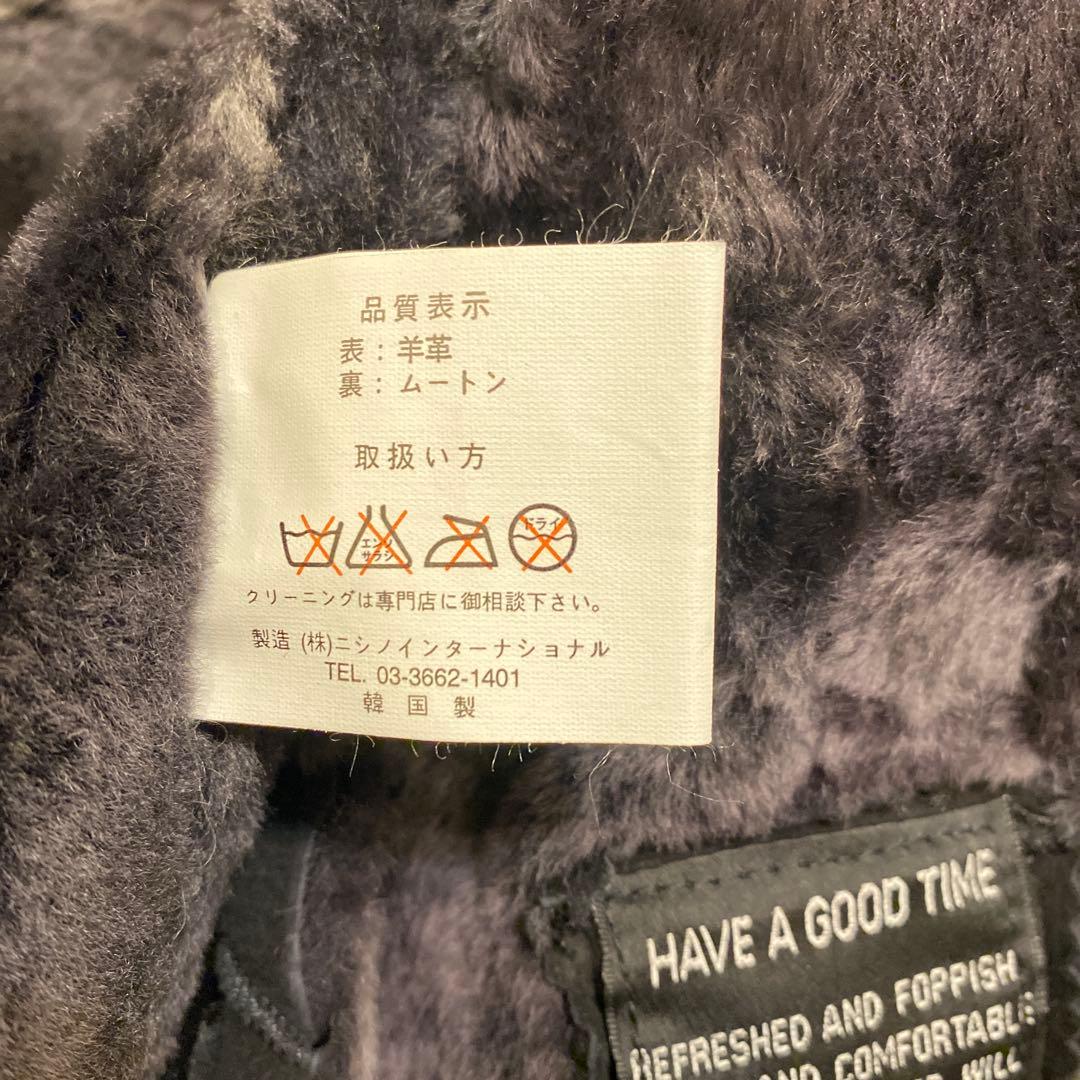 品質表示
表：羊革
裏：ムートン
取扱い方
エンソ
サラシ
ドライ
クリーニングは専門店に御相談下さい。
製造 (株)ニシノインターナショナル
TEL. 03-3662-1401
韓国製
HAVE A GOOD TIME
REFRESHED AND FOPPISH
AND COMFORTABLE
WILL